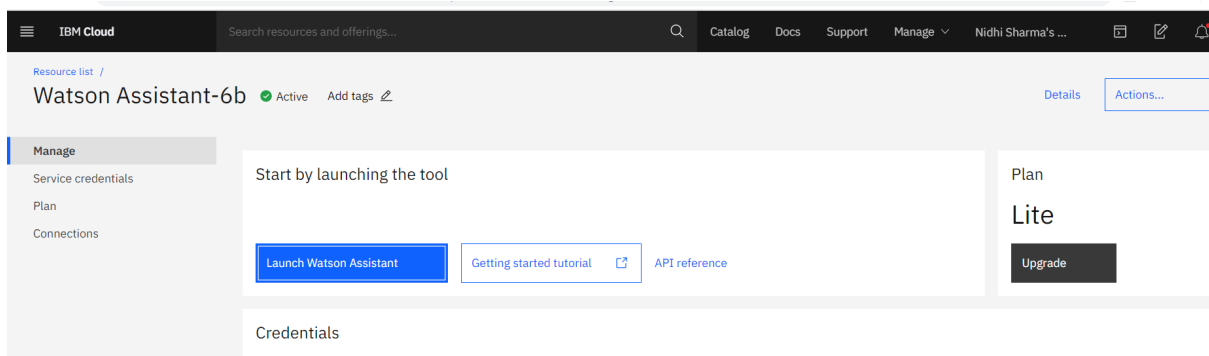 IBM Cloud Search resources and offerings... Catalog Docs Support Manage Nidhi Sharma's ...
Resource list /
Watson Assistant-6b Active Add tags Details Actions...
Manage
Service credentials
Plan
Connections
Start by launching the tool
Launch Watson Assistant Getting started tutorial API reference
Plan
Lite
Upgrade
Credentials